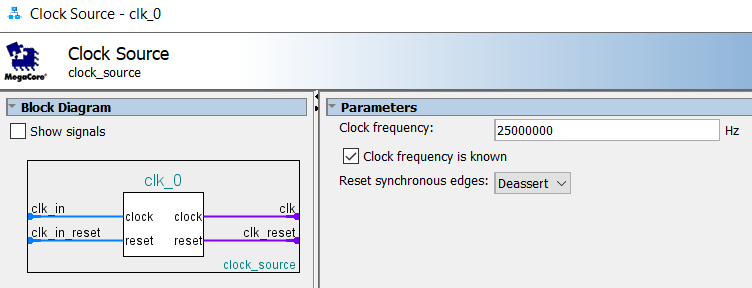 Clock Source - clk_0
Clock Source
clock_source
MegaCore®
Block Diagram
Show signals
clk_0
clk_in
clock
clock
clk
clk_in_reset
reset
reset
clk_reset
clock_source
Parameters
Clock frequency:
25000000
Hz
Clock frequency is known
Reset synchronous edges:
Deassert